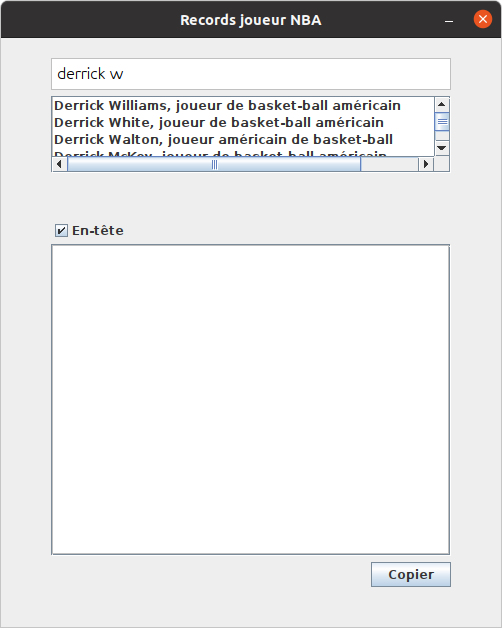 Records joueur NBA
derrick w
Derrick Williams, joueur de basket-ball américain
Derrick White, joueur de basket-ball américain
Derrick Walton, joueur américain de basket-ball
Derrick McKey, joueur de basket-ball américain
En-tête
Copier